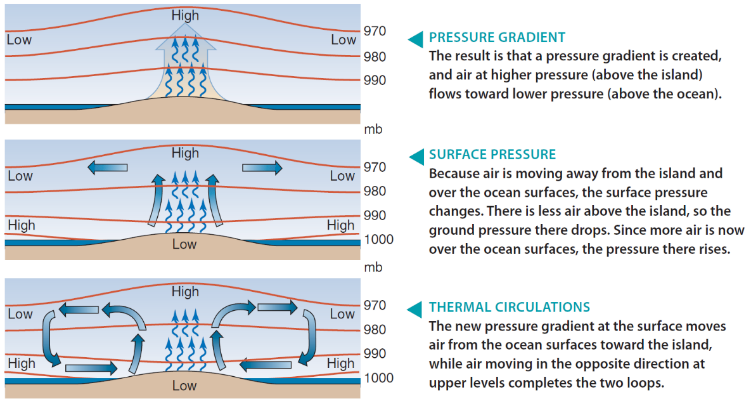 High
Low
Low
970
980
990
mb
PRESSURE GRADIENT
The result is that a pressure gradient is created,
and air at higher pressure (above the island)
flows toward lower pressure (above the ocean).
High
Low
Low
970
980
990
High
High
1000
Low
mb
SURFACE PRESSURE
Because air is moving away from the island and
over the ocean surfaces, the surface pressure
changes. There is less air above the island, so the
ground pressure there drops. Since more air is now
over the ocean surfaces, the pressure there rises.
High
Low
Low
970
980
990
High
High
1000
Low
THERMAL CIRCULATIONS
The new pressure gradient at the surface moves
air from the ocean surfaces toward the island,
while air moving in the opposite direction at
upper levels completes the two loops.